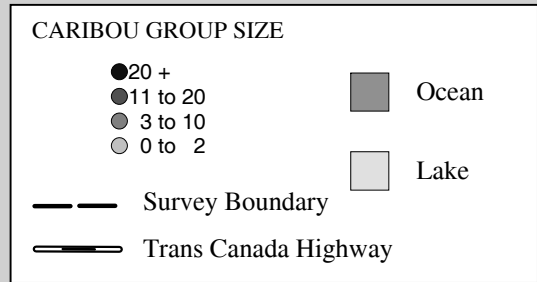 CARIBOU GROUP SIZE
20 +
11 to 20
3 to 10
0 to 2
Ocean
Lake
Survey Boundary
Trans Canada Highway